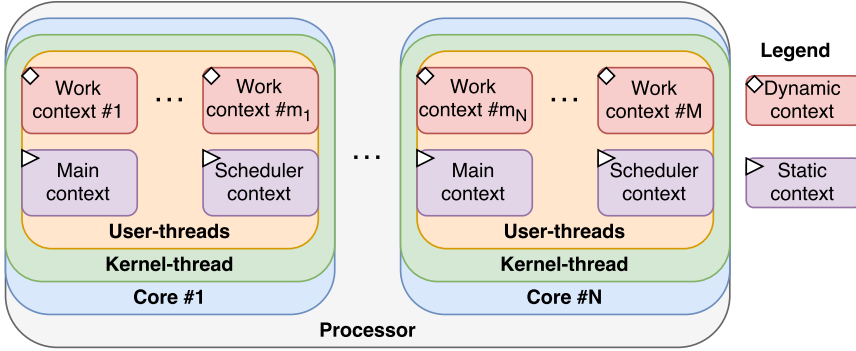 Work
context #1
...
Work
context #m1
Main
context
Scheduler
context
User-threads
Kernel-thread
Core #1
...
Work
context #mN
...
Work
context #M
Main
context
Scheduler
context
User-threads
Kernel-thread
Core #N
Processor
Legend
Dynamic
context
Static
context